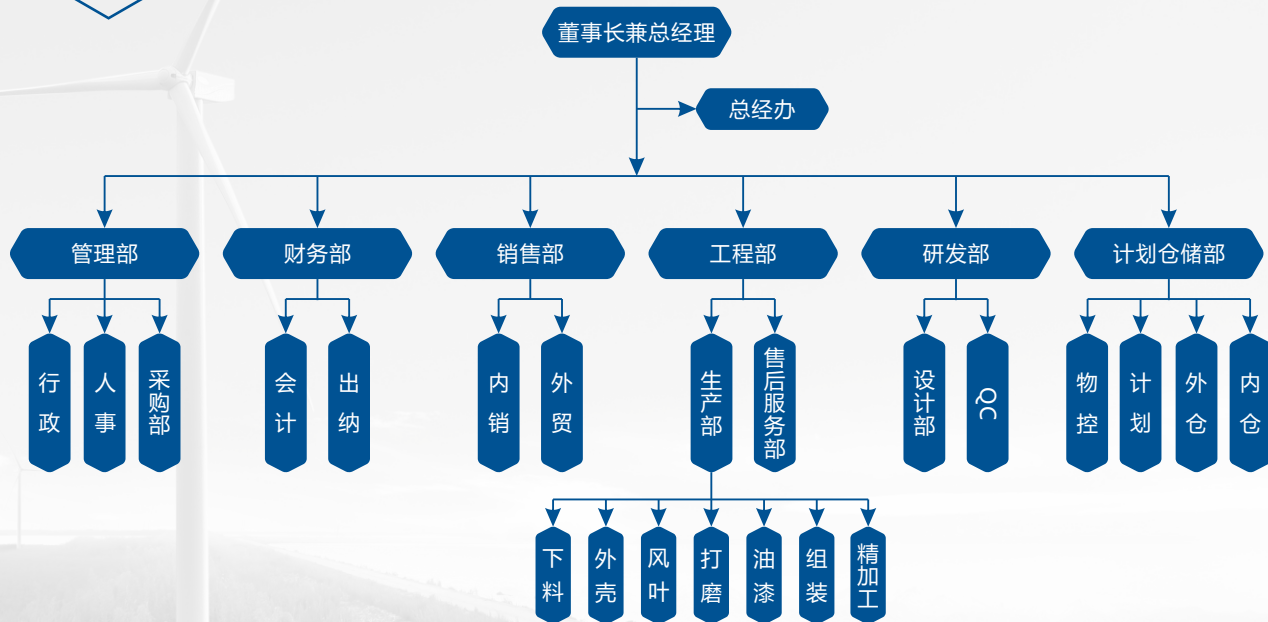 董事长兼总经理
总经办
管理部
财务部
销售部
工程部
研发部
计划仓储部
行政
人事
采购部
会计
出纳
内销
外贸
生产部
售后服务部
设计部
QC
物控
计划
外仓
内仓
下料
外壳
风叶
打磨
油漆
组装
精加工